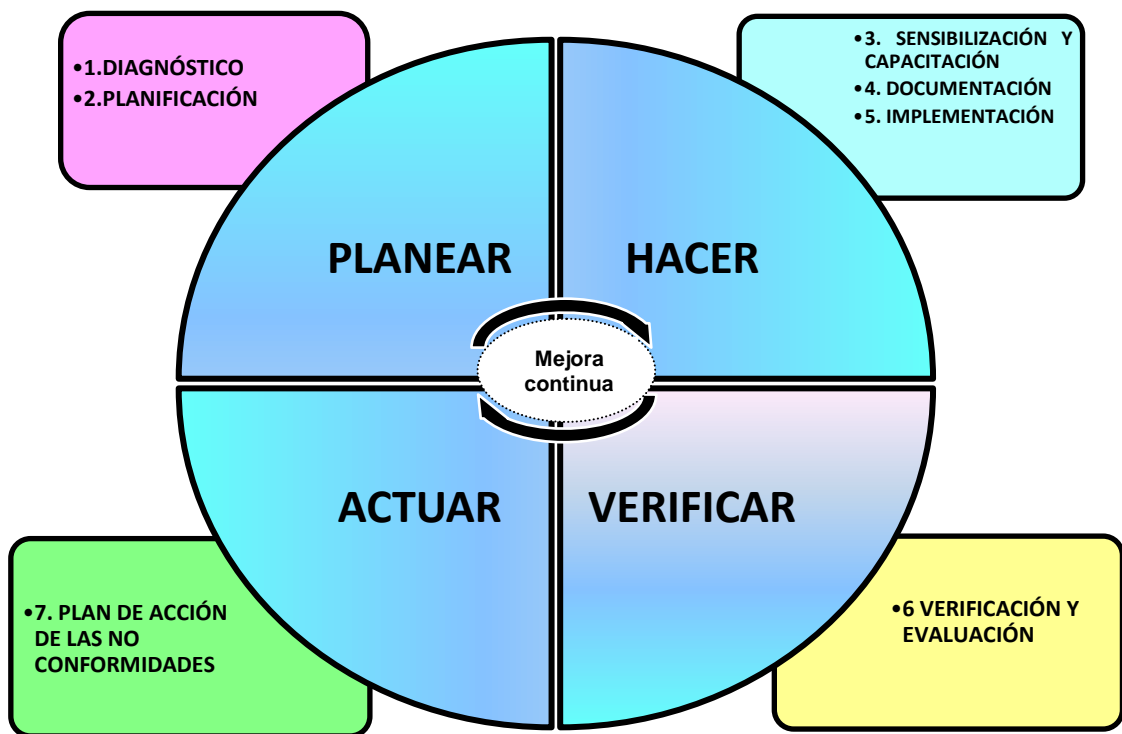 •1.DIAGNÓSTICO
•2.PLANIFICACIÓN
•3. SENSIBILIZACIÓN Y
CAPACITACIÓN
•4. DOCUMENTACIÓN
•5. IMPLEMENTACIÓN
PLANEAR
HACER
Mejora
continua
ACTUAR
VERIFICAR
•7. PLAN DE ACCIÓN
DE LAS NO
CONFORMIDADES
•6 VERIFICACIÓN Y
EVALUACIÓN